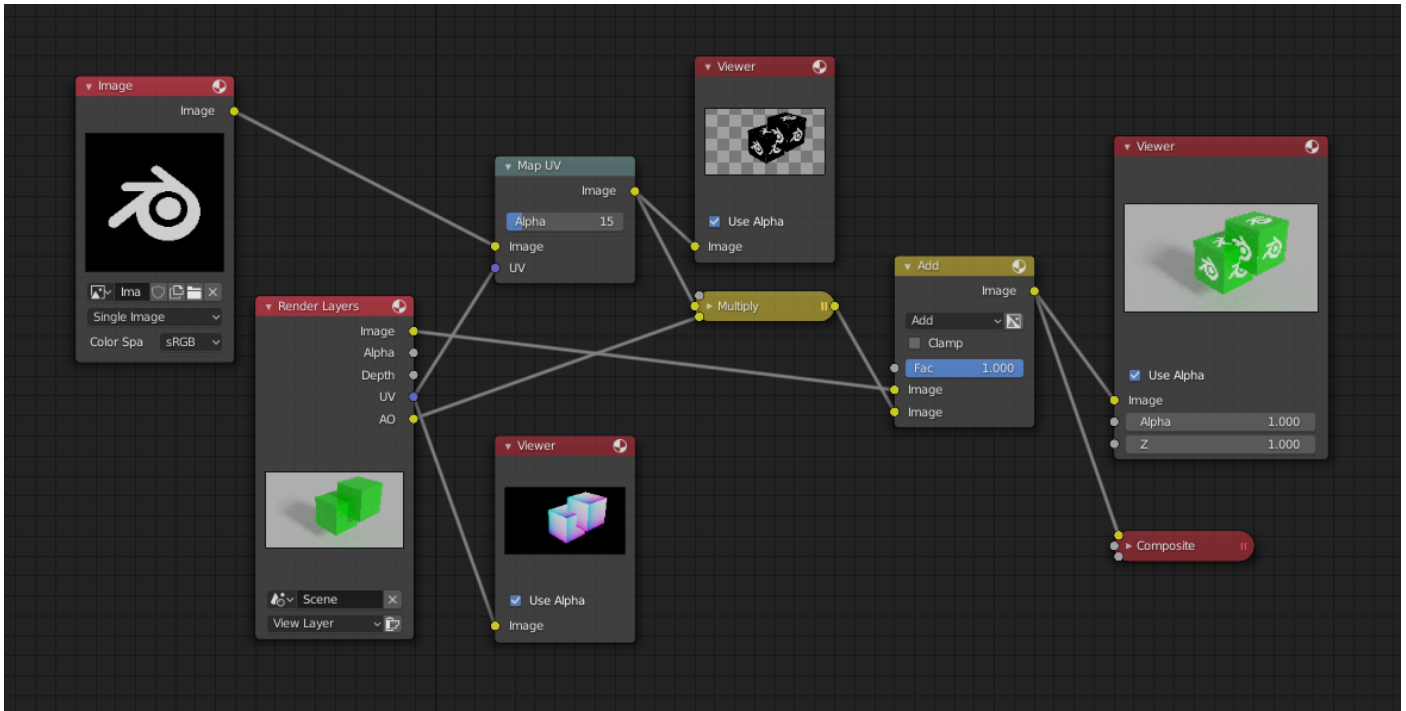 Image
Image
Ima
Single Image
Color Spa sRGB
Render Layers
Image
Alpha
Depth
UV
AO
Scene
View Layer
Map UV
Image
Alpha 15
Image
UV
Viewer
Use Alpha
Image
Viewer
Use Alpha
Image
Multiply
Add
Image
Add
Clamp
Fac 1.000
Image
Image
Viewer
Use Alpha
Image
Alpha 1.000
Z 1.000
Composite